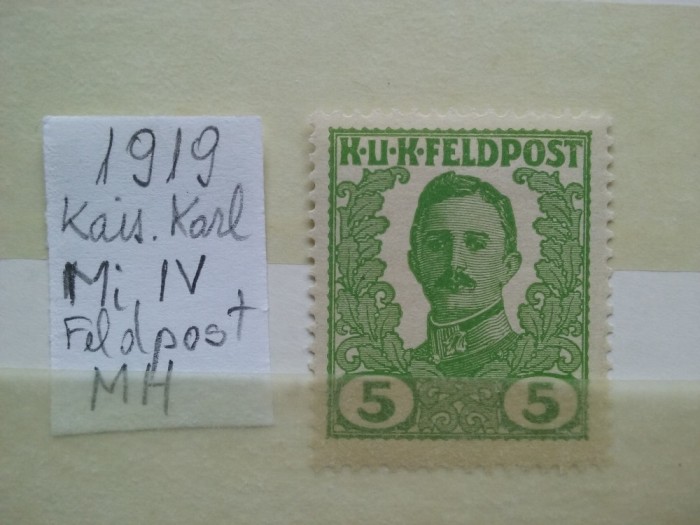 1919
Kais. Karl
Mi IV
Feldpost
MH
K·U·K·FELDPOST
5 5